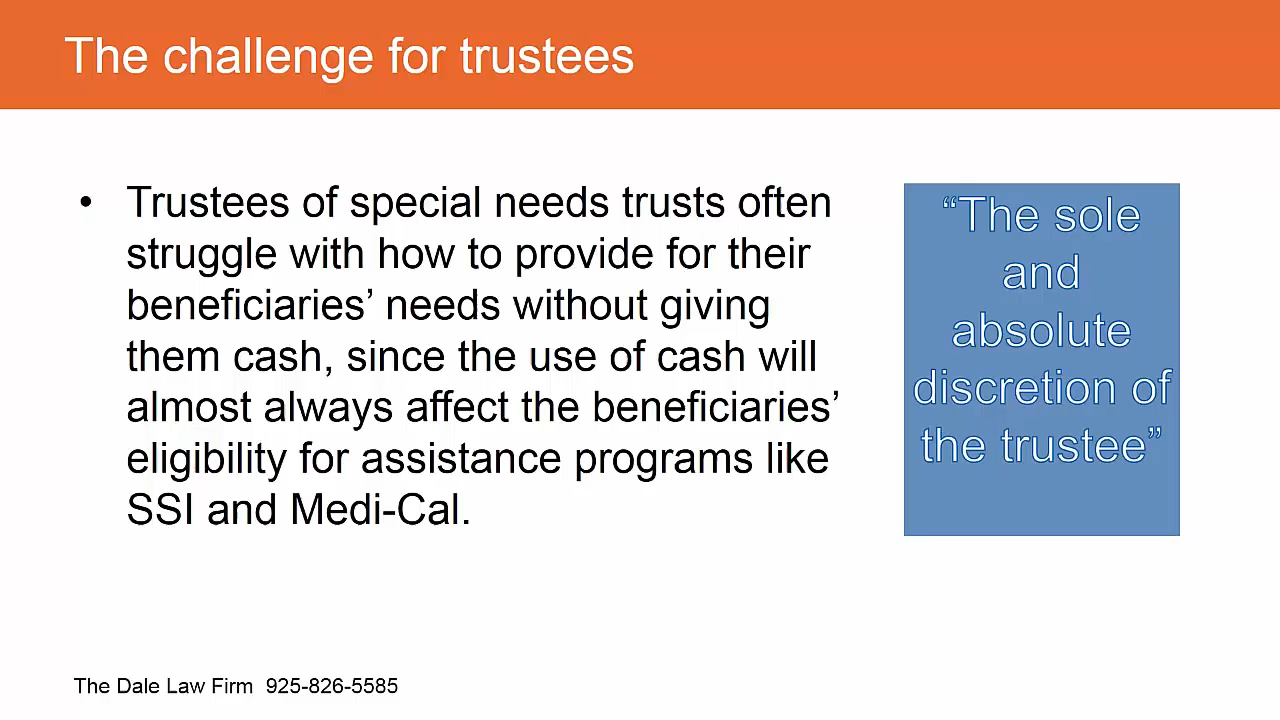 The challenge for trustees
• Trustees of special needs trusts often
struggle with how to provide for their
beneficiaries’ needs without giving
them cash, since the use of cash will
almost always affect the beneficiaries’
eligibility for assistance programs like
SSI and Medi-Cal.
“The sole
and
absolute
discretion of
the trustee”
The Dale Law Firm 925-826-5585